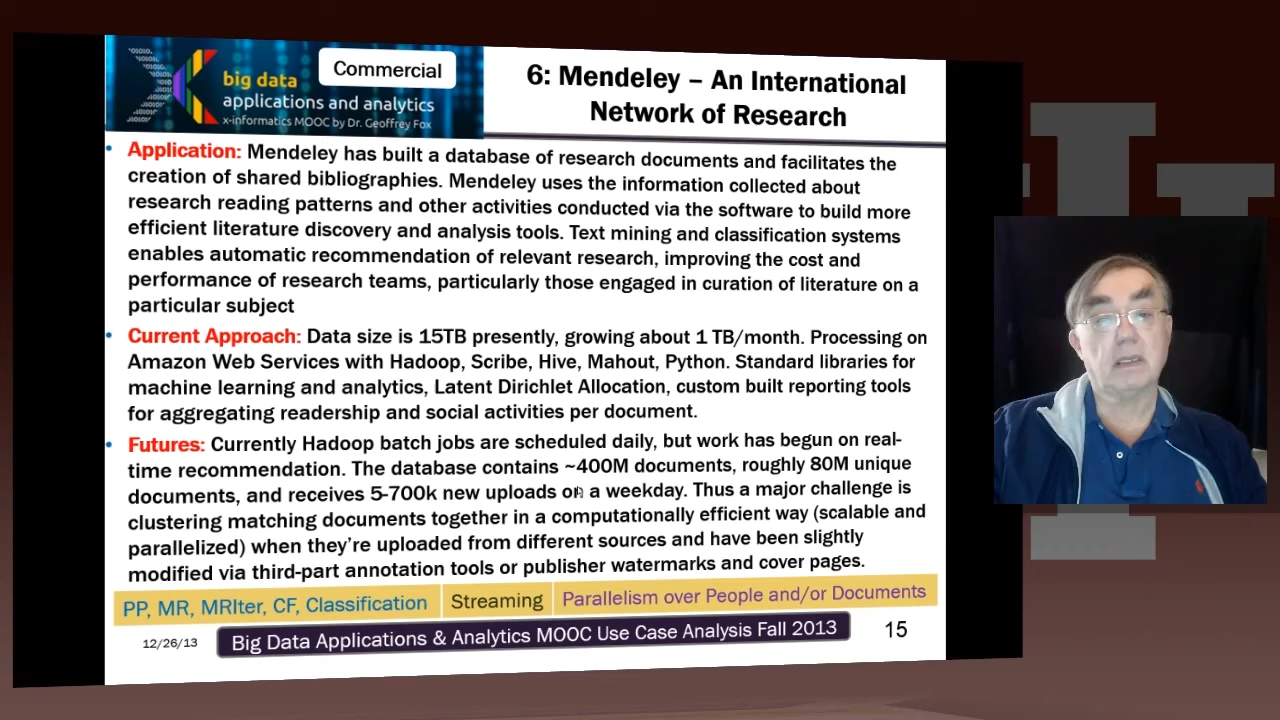 big data
applications and analytics
x-informatics MOOC by Dr. Geoffrey Fox
Commercial
6: Mendeley – An International
Network of Research
• Application: Mendeley has built a database of research documents and facilitates the
creation of shared bibliographies. Mendeley uses the information collected about
research reading patterns and other activities conducted via the software to build more
efficient literature discovery and analysis tools. Text mining and classification systems
enables automatic recommendation of relevant research, improving the cost and
performance of research teams, particularly those engaged in curation of literature on a
particular subject
• Current Approach: Data size is 15TB presently, growing about 1 TB/month. Processing on
Amazon Web Services with Hadoop, Scribe, Hive, Mahout, Python. Standard libraries for
machine learning and analytics, Latent Dirichlet Allocation, custom built reporting tools
for aggregating readership and social activities per document.
• Futures: Currently Hadoop batch jobs are scheduled daily, but work has begun on real-
time recommendation. The database contains ~400M documents, roughly 80M unique
documents, and receives 5-700k new uploads on a weekday. Thus a major challenge is
clustering matching documents together in a computationally efficient way (scalable and
parallelized) when they're uploaded from different sources and have been slightly
modified via third-part annotation tools or publisher watermarks and cover pages.
PP, MR, MRIter, CF, Classification Streaming Parallelism over People and/or Documents
12/26/13 Big Data Applications & Analytics MOOC Use Case Analysis Fall 2013 15